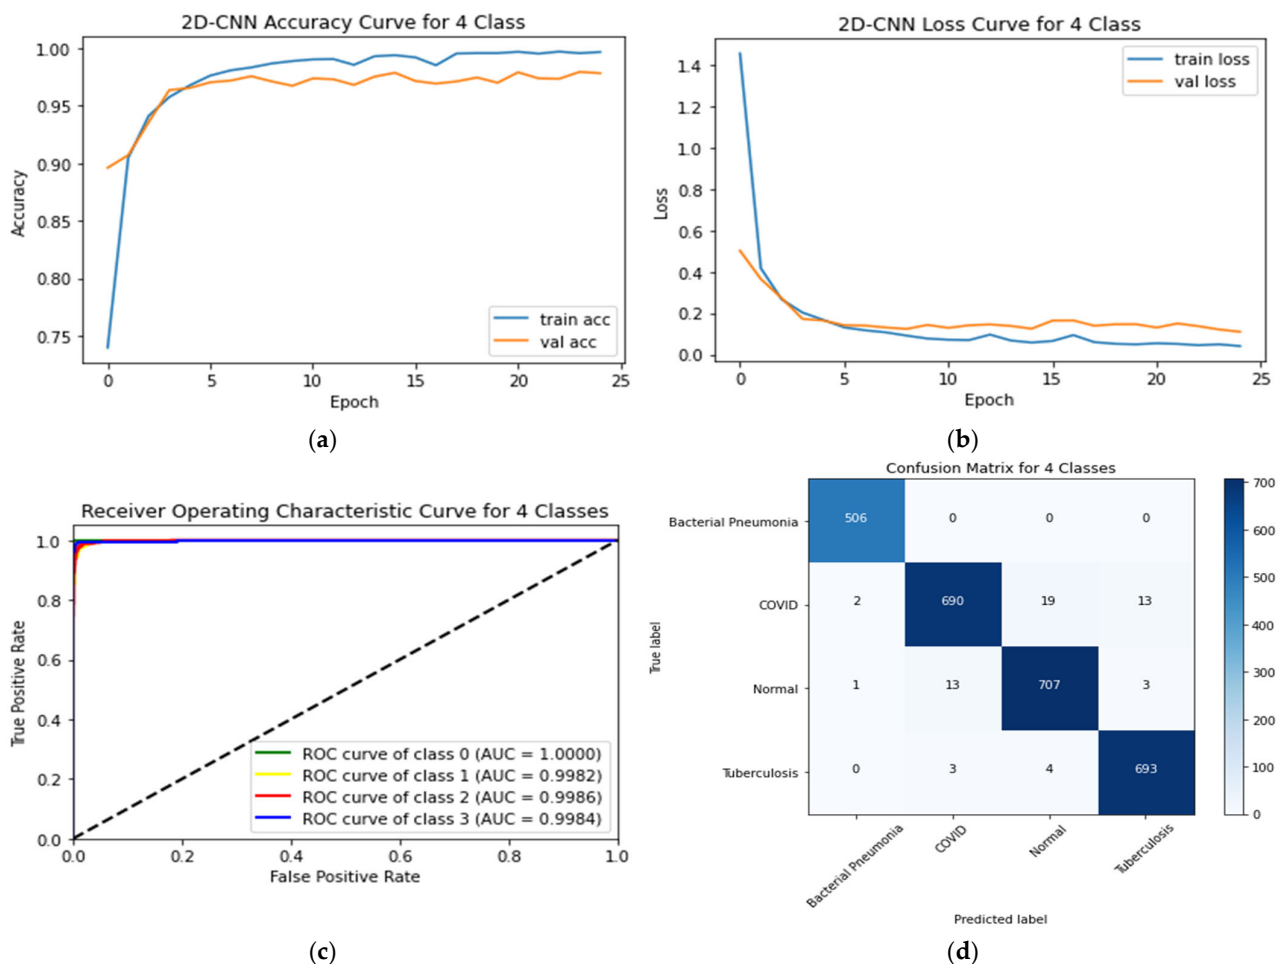 2D-CNN Accuracy Curve for 4 Class
1.00
0.95
0.90
0.85
0.80
0.75
Accuracy
train acc
val acc
0 5 10 15 20 25
Epoch
(a)
2D-CNN Loss Curve for 4 Class
1.4
1.2
1.0
0.8
0.6
0.4
0.2
0.0
Loss
train loss
val loss
0 5 10 15 20 25
Epoch
(b)
Receiver Operating Characteristic Curve for 4 Classes
1.0
0.8
0.6
0.4
0.2
0.0
True Positive Rate
ROC curve of class 0 (AUC = 1.0000)
ROC curve of class 1 (AUC = 0.9982)
ROC curve of class 2 (AUC = 0.9986)
ROC curve of class 3 (AUC = 0.9984)
0.0 0.2 0.4 0.6 0.8 1.0
False Positive Rate
(c)
Confusion Matrix for 4 Classes
True label
Bacterial Pneumonia 506 0 0 0
COVID 2 690 19 13
Normal 1 13 707 3
Tuberculosis 0 3 4 693
Bacterial Pneumonia COVID Normal Tuberculosis
Predicted label
700
600
500
400
300
200
100
0
(d)